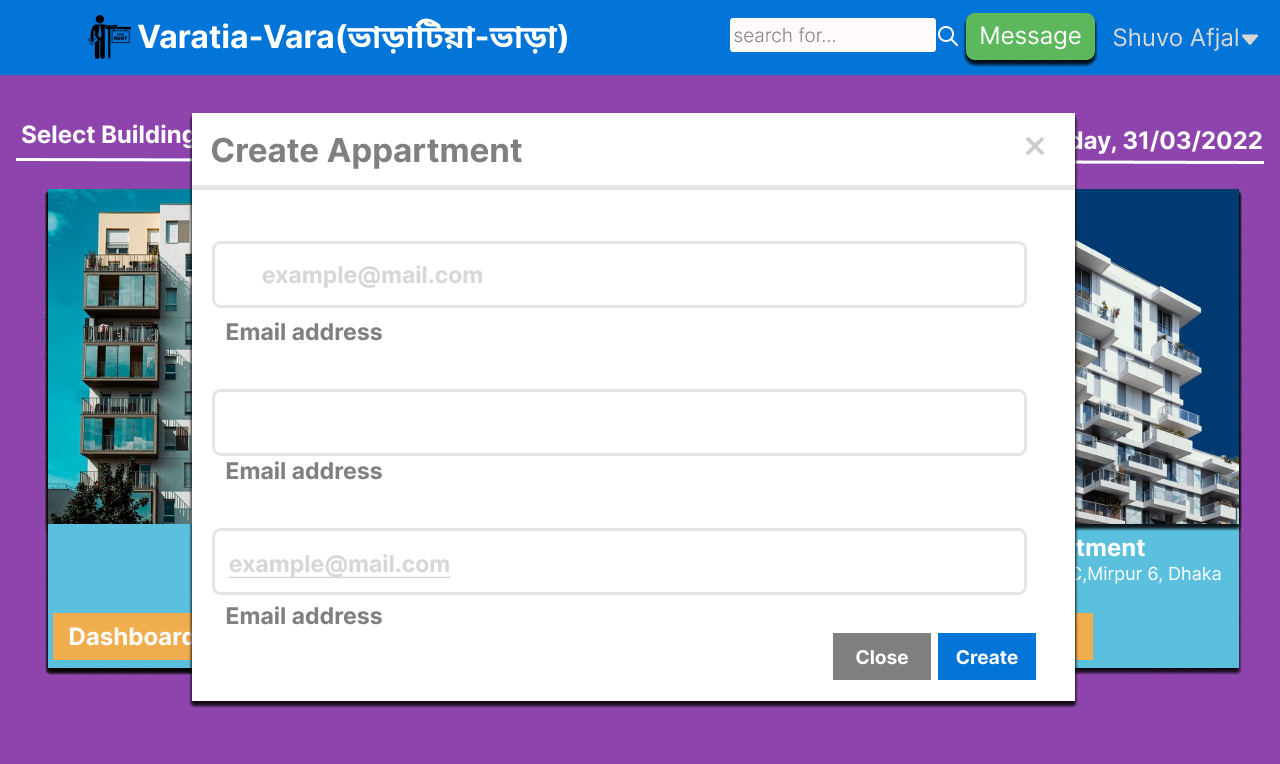 Varatia-Vara(ভাড়াটিয়া-ভাড়া)
search for...
Message
Shuvo Afjal
Select Building
day, 31/03/2022
Create Appartment
×
example@mail.com
Email address
Email address
example@mail.com
Email address
Close
Create
tment
C,Mirpur 6, Dhaka
Dashboard